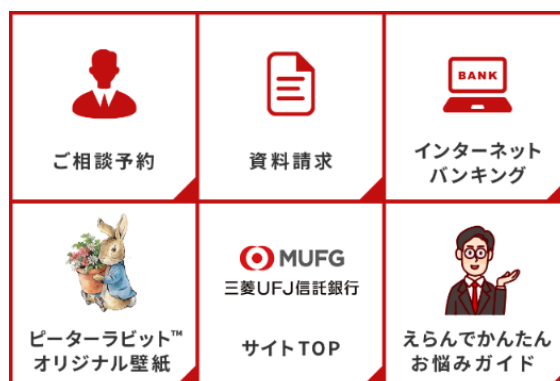 ご相談予約
資料請求
BANK
インターネット
バンキング
ピーターラビット™
オリジナル壁紙
MUFG
三菱UFJ信託銀行
サイトTOP
えらんでかんたん
お悩みガイド